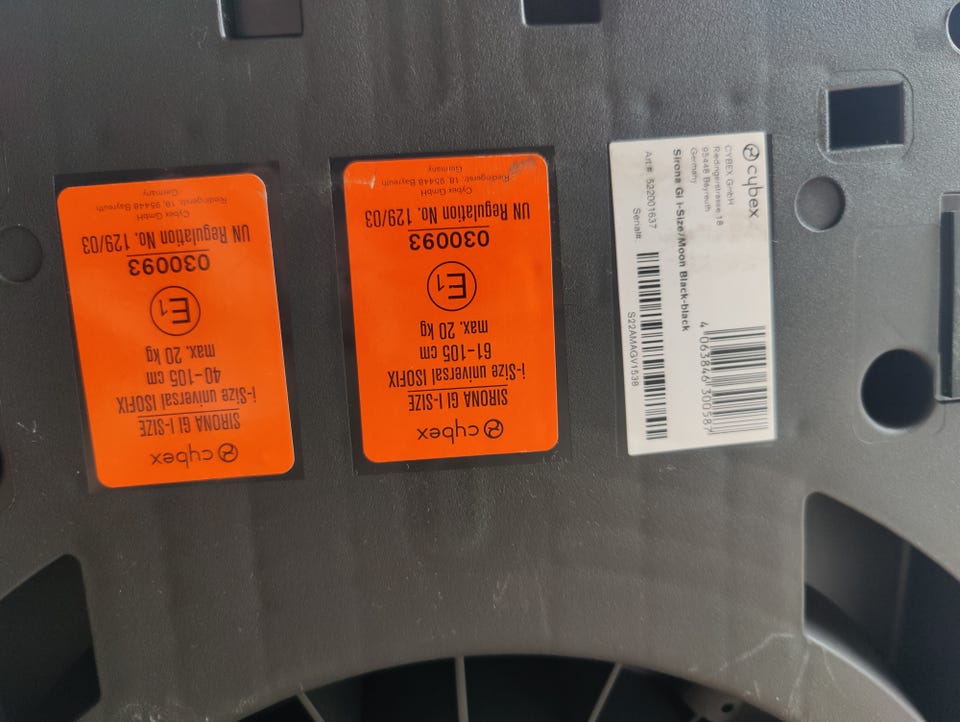 cybex
SIRONA GI I-SIZE
i-Size universal ISOFIX
40-105 cm
max. 20 kg
E1
030093
UN Regulation No. 129/03
Cybex GmbH
Riedingerstr. 18, 95448 Bayreuth
Germany
cybex
SIRONA GI I-SIZE
i-Size universal ISOFIX
61-105 cm
max. 20 kg
E1
030093
UN Regulation No. 129/03
Cybex GmbH
Riedingerstr. 18, 95448 Bayreuth
Germany
cybex
CYBEX GmbH
Riedingerstrasse 18
95448 Bayreuth
Germany
Sirona Gi i-Size/Moon Black-black
Art#: 522001637
Serial#:
S22AMAGV1538
4 063846 300587